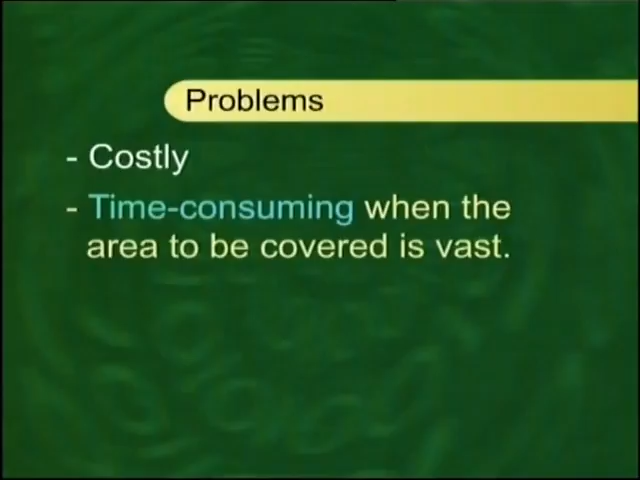 Problems
- Costly
- Time-consuming when the
area to be covered is vast.